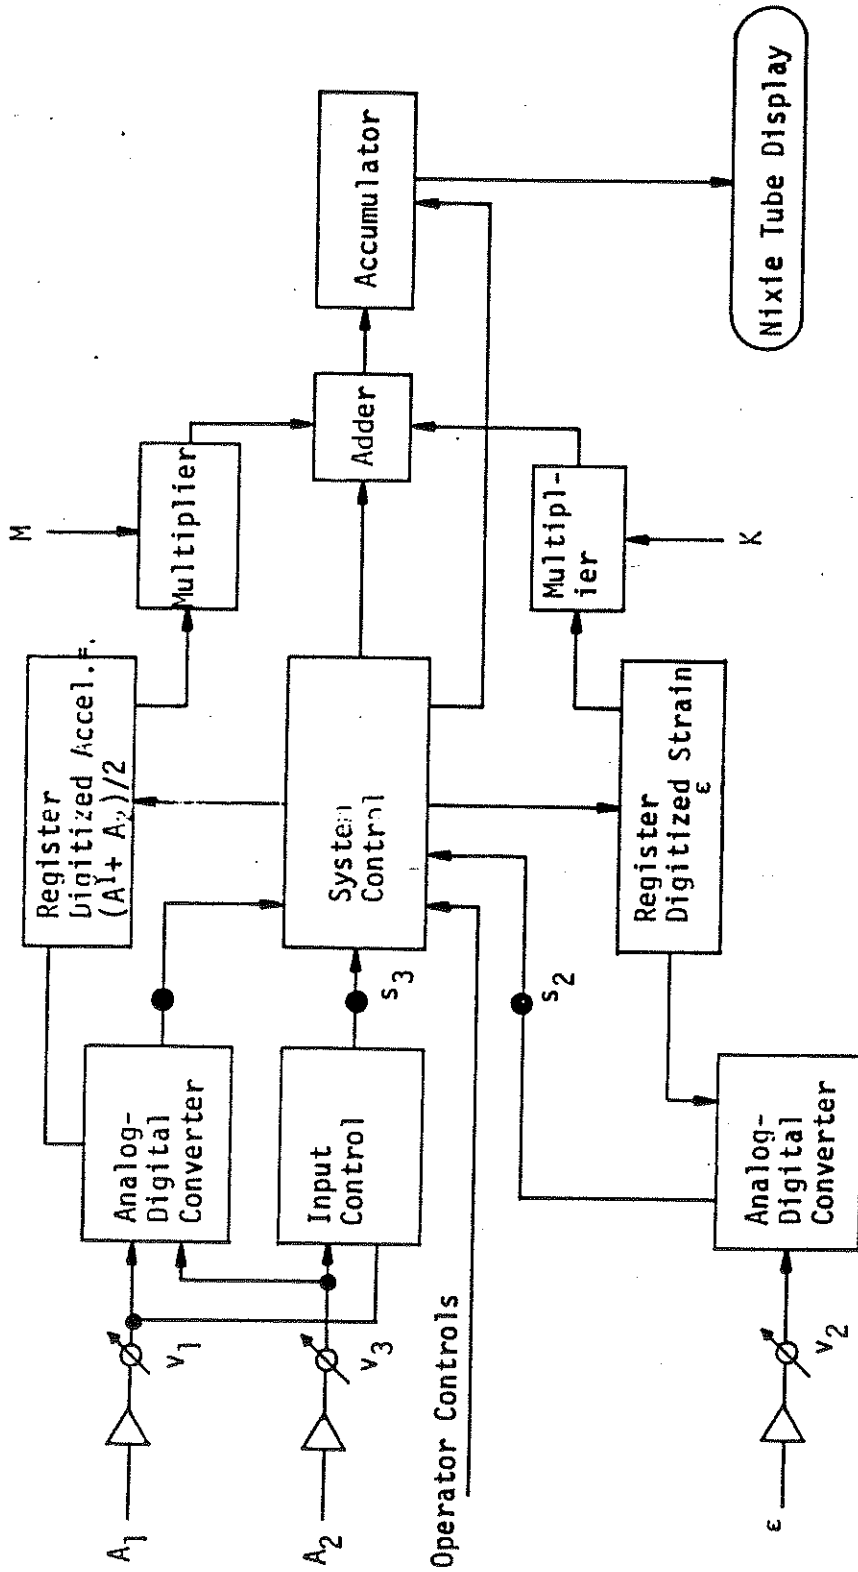 A1
v1
A2
v3
Operator Controls
ε
v2
Analog-
Digital
Converter
Input
Control
s3
s2
Analog-
Digital
Converter
Register
Digitized Accel.=
(A1+ A2)/2
System
Control
Register
Digitized Strain
ε
M
Multiplier
Adder
Multipl-
ier
K
Accumulator
Nixie Tube Display